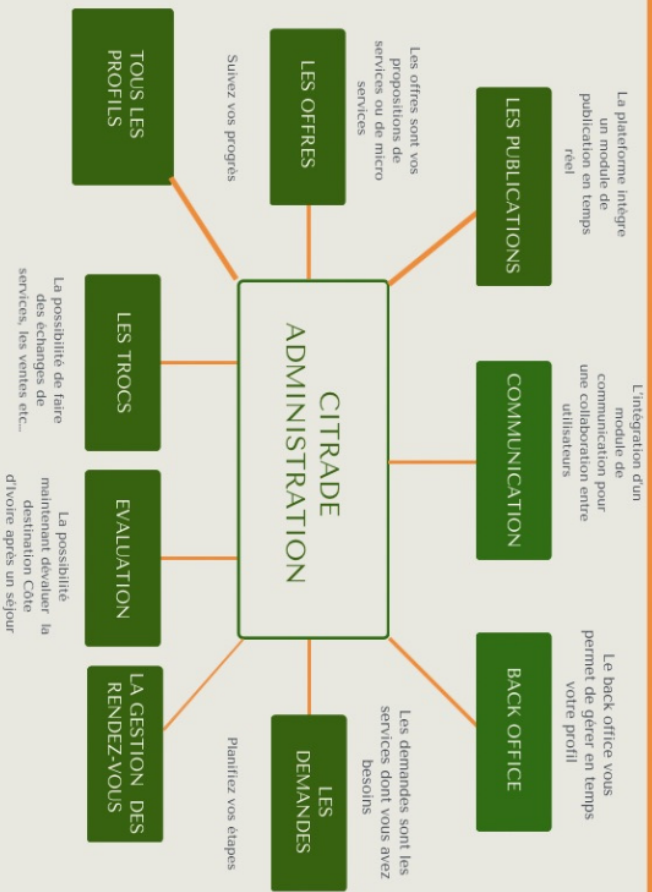 La plateforme intègre
un module de
publication en temps
réel
LES PUBLICATIONS
L'intégration d'un
module de
communication pour
une collaboration entre
utilisateurs
COMMUNICATION
Le back office vous
permet de gérer en temps
votre profil
BACK OFFICE
Les offres sont vos
propositions de
services ou de micro
services
LES OFFRES
Suivez vos progrès
CITRADE
ADMINISTRATION
Les demandes sont les
services dont vous avez
besoins
LES
DEMANDES
Planifiez vos étapes
TOUS LES
PROFILS
LES TROCS
La possibilité de faire
des échanges de
services, les ventes etc...
EVALUATION
La possibilité
maintenant dévaluer la
destination Côte
d'Ivoire après un séjour
LA GESTION DES
RENDEZ-VOUS